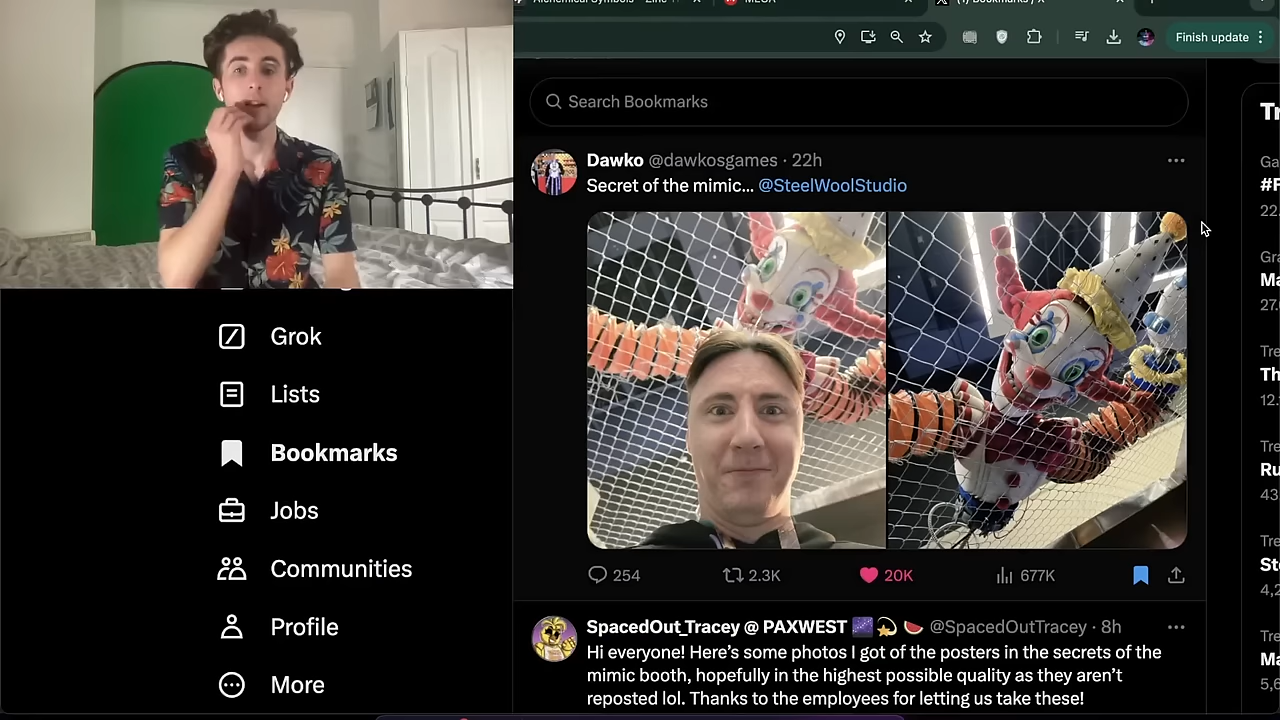 Finish update
Search Bookmarks
Dawko @dawkosgames · 22h
Secret of the mimic... @SteelWoolStudio
254 2.3K 20K 677K
SpacedOut_Tracey @ PAXWEST @SpacedOutTracey · 8h
Hi everyone! Here's some photos I got of the posters in the secrets of the
mimic booth, hopefully in the highest possible quality as they aren't
reposted lol. Thanks to the employees for letting us take these!
Grok
Lists
Bookmarks
Jobs
Communities
Profile
More